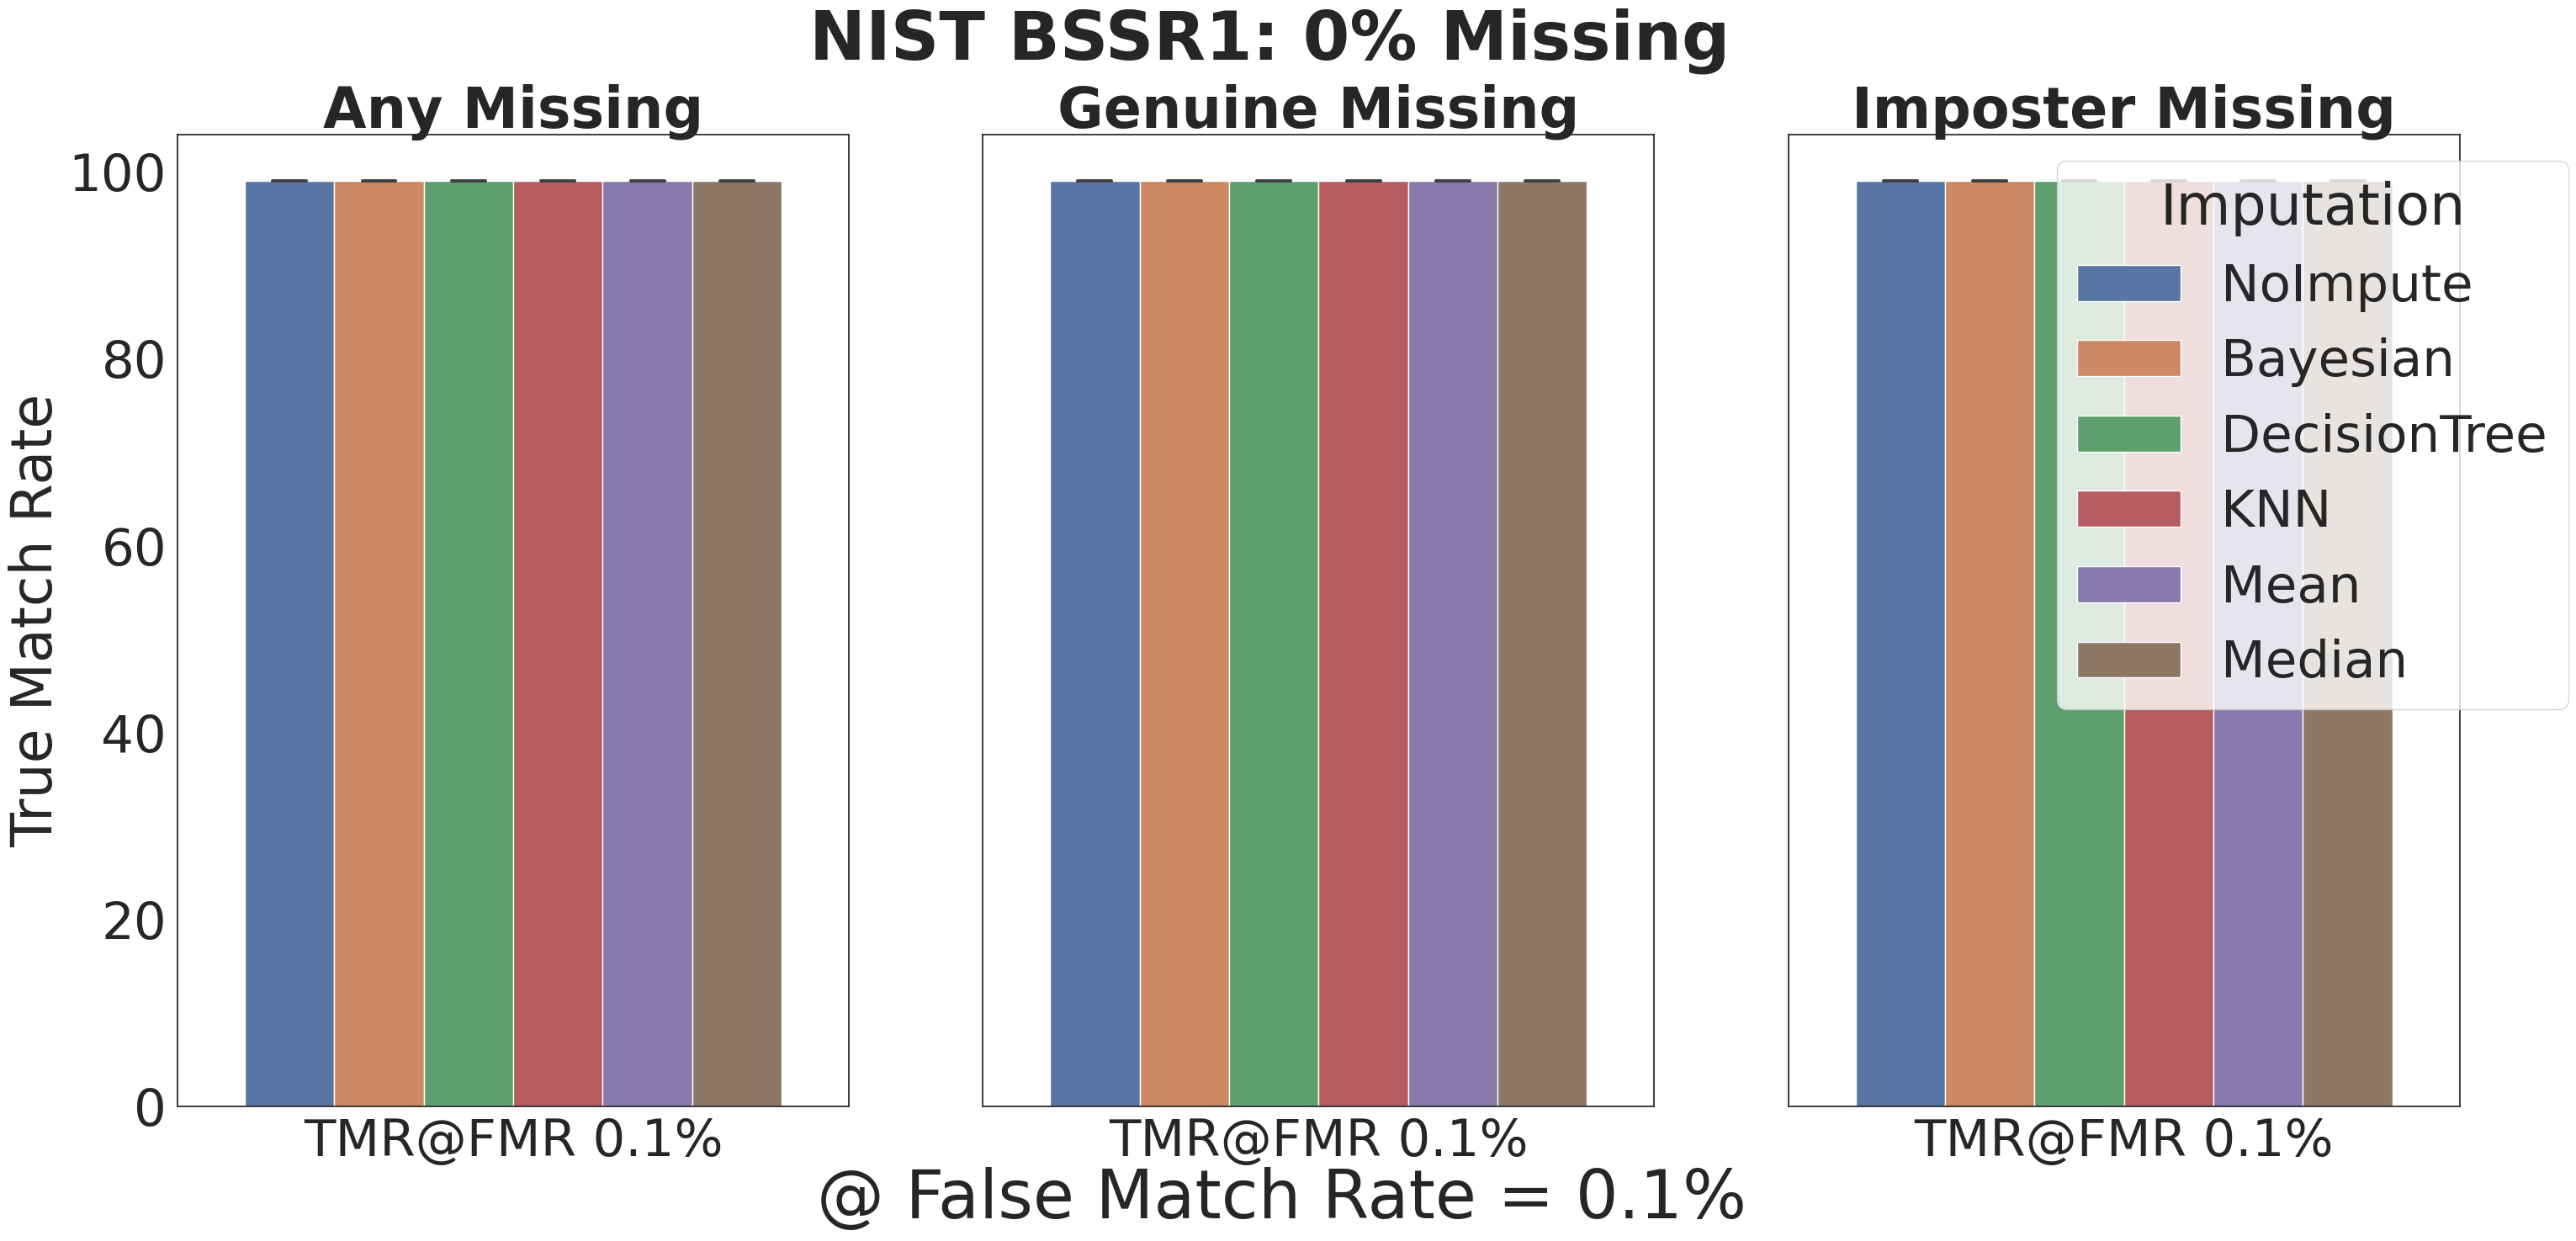 NIST BSSR1: 0% Missing
Any Missing
Genuine Missing
Imposter Missing
True Match Rate
100
80
60
40
20
0
Imputation
NoImpute
Bayesian
DecisionTree
KNN
Mean
Median
TMR@FMR 0.1%
TMR@FMR 0.1%
TMR@FMR 0.1%
@ False Match Rate = 0.1%